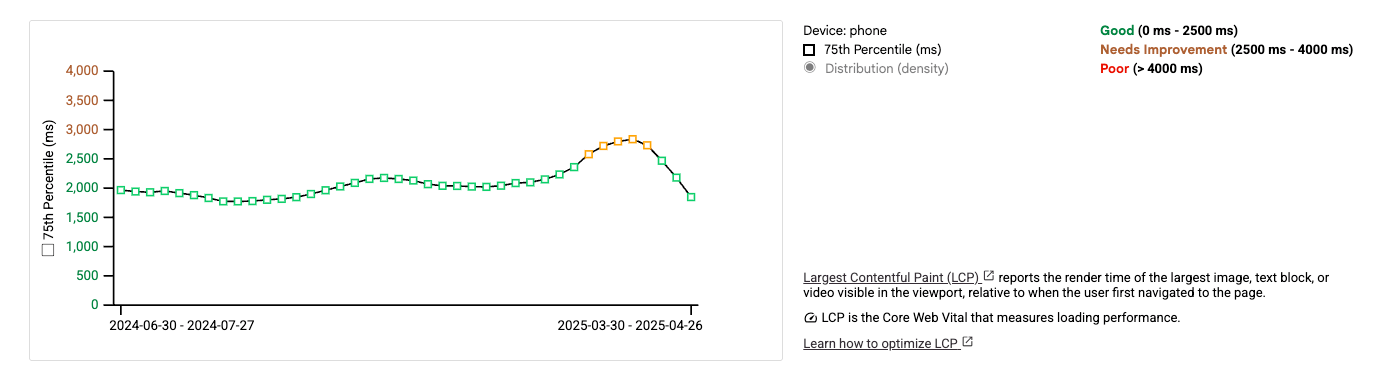 4,000
3,500
3,000
2,500
2,000
1,500
1,000
500
0
75th Percentile (ms)
2024-06-30 - 2024-07-27
2025-03-30 - 2025-04-26
Device: phone
75th Percentile (ms)
Distribution (density)
Good (0 ms - 2500 ms)
Needs Improvement (2500 ms - 4000 ms)
Poor (> 4000 ms)
Largest Contentful Paint (LCP) reports the render time of the largest image, text block, or
video visible in the viewport, relative to when the user first navigated to the page.
LCP is the Core Web Vital that measures loading performance.
Learn how to optimize LCP